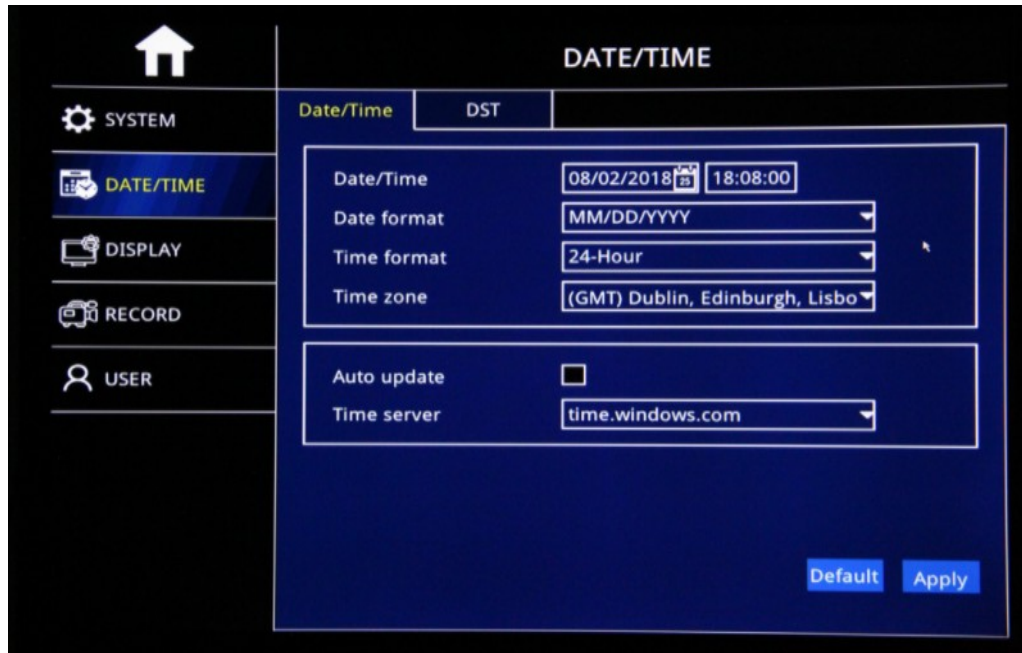 DATE/TIME
SYSTEM
DATE/TIME
DISPLAY
RECORD
USER
Date/Time
DST
Date/Time
08/02/2018 25 18:08:00
Date format
MM/DD/YYYY
Time format
24-Hour
Time zone
(GMT) Dublin, Edinburgh, Lisbo
Auto update
Time server
time.windows.com
Default
Apply